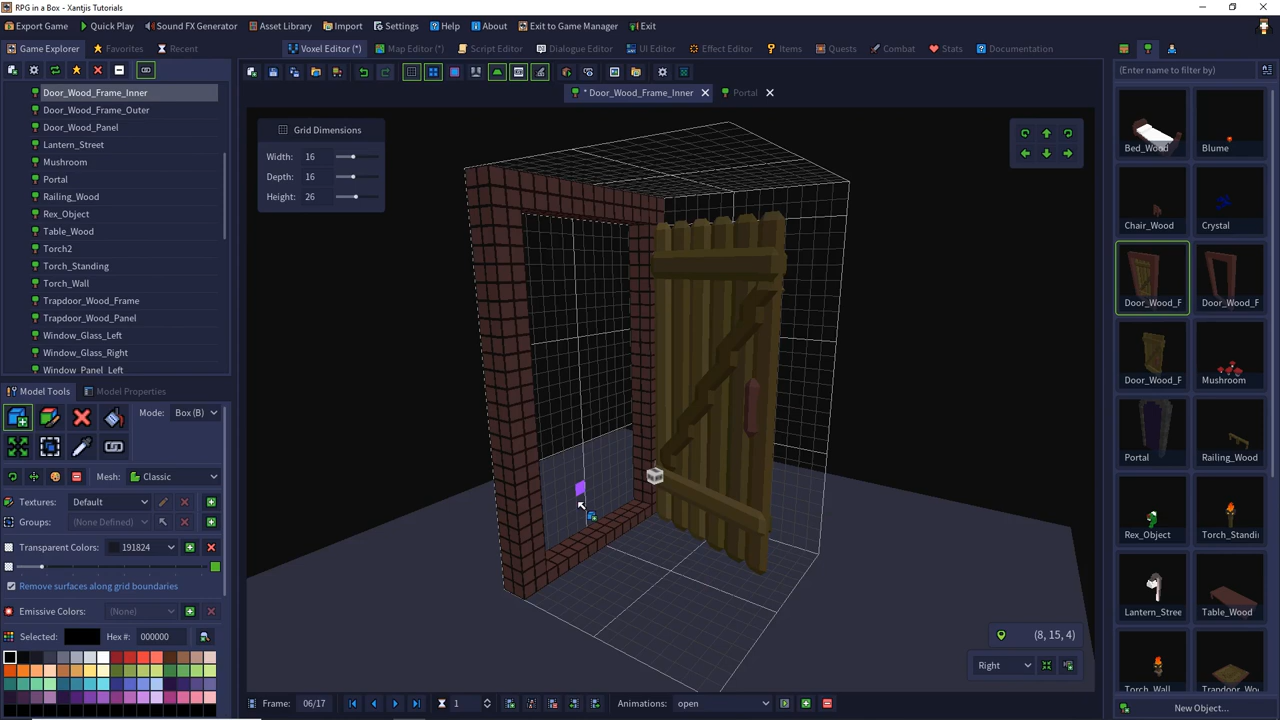 RPG in a Box - Xantjis Tutorials
Export Game Quick Play Sound FX Generator Asset Library Import Settings Help About Exit to Game Manager Exit
Game Explorer Favorites Recent Voxel Editor (*) Map Editor (*) Script Editor Dialogue Editor UI Editor Effect Editor Items Quests Combat Stats Documentation
(Enter name to filter by)
* Door_Wood_Frame_Inner Portal
Door_Wood_Frame_Inner
Door_Wood_Frame_Outer
Door_Wood_Panel
Lantern_Street
Mushroom
Portal
Railing_Wood
Rex_Object
Table_Wood
Torch2
Torch_Standing
Torch_Wall
Trapdoor_Wood_Frame
Trapdoor_Wood_Panel
Window_Glass_Left
Window_Glass_Right
Window_Panel_Left
Model Tools Model Properties
Mode: Box (B)
Mesh: Classic
Textures: Default
Groups: (None Defined)
Transparent Colors: 191824
Remove surfaces along grid boundaries
Emissive Colors: (None)
Selected: Hex #: 000000
Grid Dimensions
Width: 16
Depth: 16
Height: 26
(8, 15, 4)
Right
Frame: 06/17 1 Animations: open
Bed_Wood Blume
Chair_Wood Crystal
Door_Wood_F Door_Wood_F
Door_Wood_F Mushroom
Portal Railing_Wood
Rex_Object Torch_Standi
Lantern_Stree Table_Wood
Torch_Wall Trapdoor_Wo
New Object...